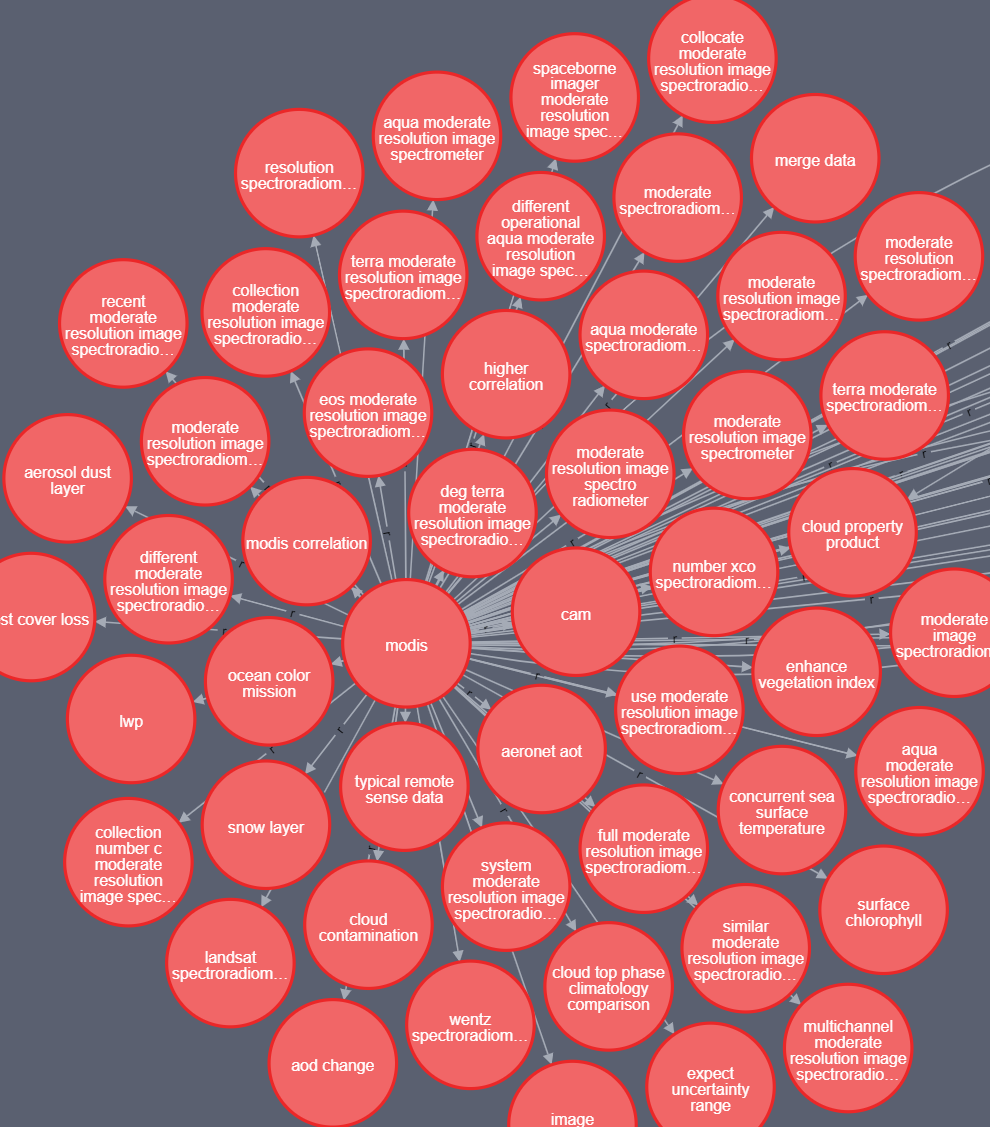 collocate
moderate
resolution image
spectroradio…
spaceborne
imager
moderate
resolution
image spec…
aqua moderate
resolution image
spectrometer
merge data
resolution
spectroradiom…
moderate
spectroradiom…
different
operational
aqua moderate
resolution
image spec…
moderate
resolution
spectroradiom…
terra moderate
resolution image
spectroradiom…
moderate
resolution image
spectroradiom…
collection
moderate
resolution image
spectroradio…
recent
moderate
resolution image
spectroradio…
aqua moderate
spectroradiom…
higher
correlation
terra moderate
spectroradiom…
eos moderate
resolution image
spectroradiom…
moderate
resolution image
spectrometer
moderate
resolution image
spectroradiom…
moderate
resolution image
spectro
radiometer
aerosol dust
layer
deg terra
moderate
resolution image
spectroradio…
cloud property
product
modis correlation
number xco
spectroradiom…
different
moderate
resolution image
spectroradio…
cam
st cover loss
moderate
image
spectroradion
modis
enhance
vegetation index
ocean color
mission
use moderate
resolution image
spectroradiom…
lwp
aeronet aot
aqua
moderate
resolution image
spectroradio…
typical remote
sense data
concurrent sea
surface
temperature
snow layer
full moderate
resolution image
spectroradiom…
collection
number c
moderate
resolution
image spec…
system
moderate
resolution image
spectroradio…
surface
chlorophyll
cloud
contamination
similar
moderate
resolution image
spectroradio…
landsat
spectroradiom…
cloud top phase
climatology
comparison
wentz
spectroradiom…
multichannel
moderate
resolution image
spectroradio…
aod change
expect
uncertainty
range
image